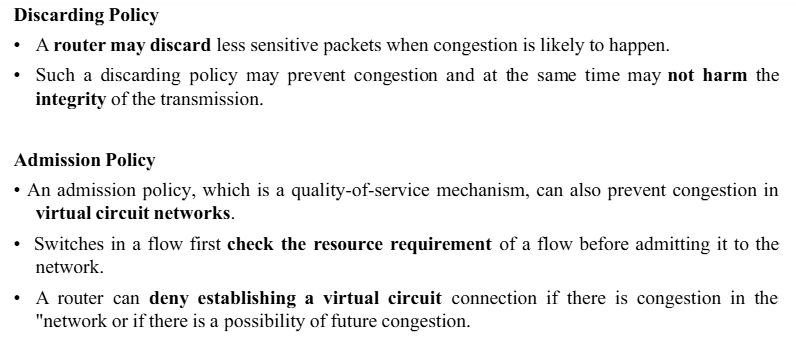 Discarding Policy
• A router may discard less sensitive packets when congestion is likely to happen.
• Such a discarding policy may prevent congestion and at the same time may not harm the
integrity of the transmission.
Admission Policy
• An admission policy, which is a quality-of-service mechanism, can also prevent congestion in
virtual circuit networks.
• Switches in a flow first check the resource requirement of a flow before admitting it to the
network.
• A router can deny establishing a virtual circuit connection if there is congestion in the
"network or if there is a possibility of future congestion.